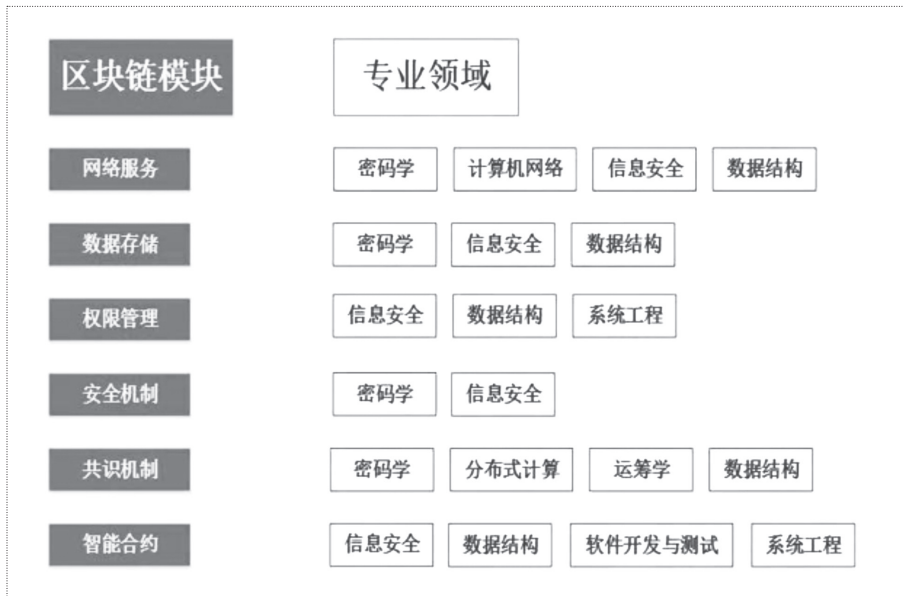 区块链模块 专业领域
网络服务 密码学 计算机网络 信息安全 数据结构
数据存储 密码学 信息安全 数据结构
权限管理 信息安全 数据结构 系统工程
安全机制 密码学 信息安全
共识机制 密码学 分布式计算 运筹学 数据结构
智能合约 信息安全 数据结构 软件开发与测试 系统工程